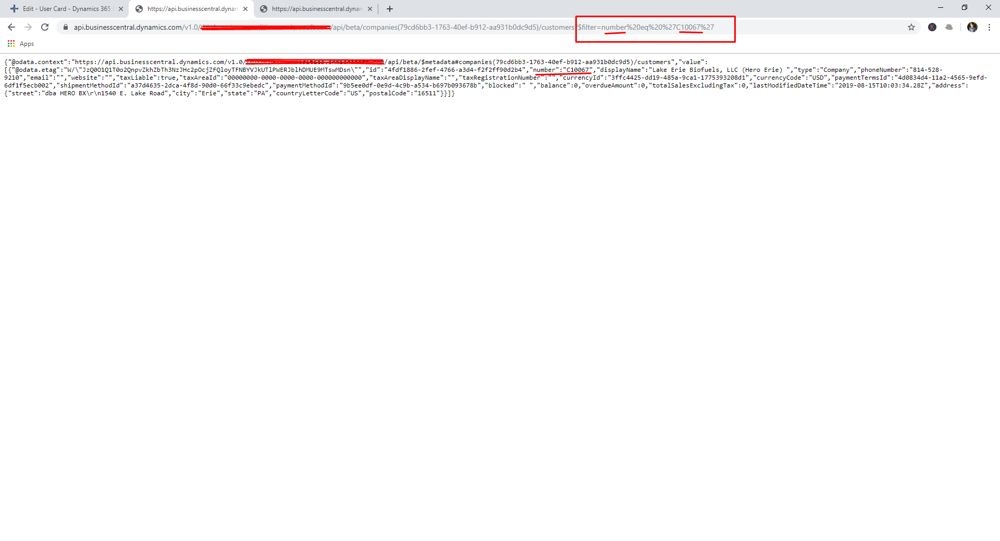 Edit - User Card - Dynamics 365
https://api.businesscentral.dynam
https://api.businesscentral.dynam
api.businesscentral.dynamics.com/v1.0/ /api/beta/companies(79cd6bb3-1763-40ef-b912-aa931b0dc9d5)/customers?$filter=number%20eq%20%27C10067%27
K
Apps
{"@odata.context":"https://api.businesscentral.dynamics.com/v1.0/ /api/beta/$metadata#companies(79cd6bb3-1763-40ef-b912-aa931b0dc9d5)/customers","value":
[{"@odata.etag":"W/\"JzQ0O1Q1T0o2QnpvZkhZbTh3NzJHc2pOcjZFQloyTFNBYVJkUTlPWERJblhDMUE9MTswMDsn\"","id":"4fdf1886-2fef-4766-a3d4-f2f2ff90d2b4","number":"C10067","displayName":"Lake Erie Biofuels, LLC (Hero Erie) ","type":"Company","phoneNumber":"814-528-
9210","email":"","website":"","taxLiable":true,"taxAreaId":"00000000-0000-0000-0000-000000000000","taxAreaDisplayName":"","taxRegistrationNumber":"","currencyId":"3ffc4425-dd19-485a-9ca1-1775393208d1","currencyCode":"USD","paymentTermsId":"4d0834d4-11a2-4565-9efd-
6df1f5ecb002","shipmentMethodId":"a37d4635-2dca-4f8d-90d0-66f33c9ebedc","paymentMethodId":"9b5ee0df-0e9d-4c9b-a534-b697b093678b","blocked":" ","balance":0,"overdueAmount":0,"totalSalesExcludingTax":0,"lastModifiedDateTime":"2019-08-15T10:03:34.28Z","address":
{"street":"dba HERO BX\r\n1540 E. Lake Road","city":"Erie","state":"PA","countryLetterCode":"US","postalCode":"16511"}}]}